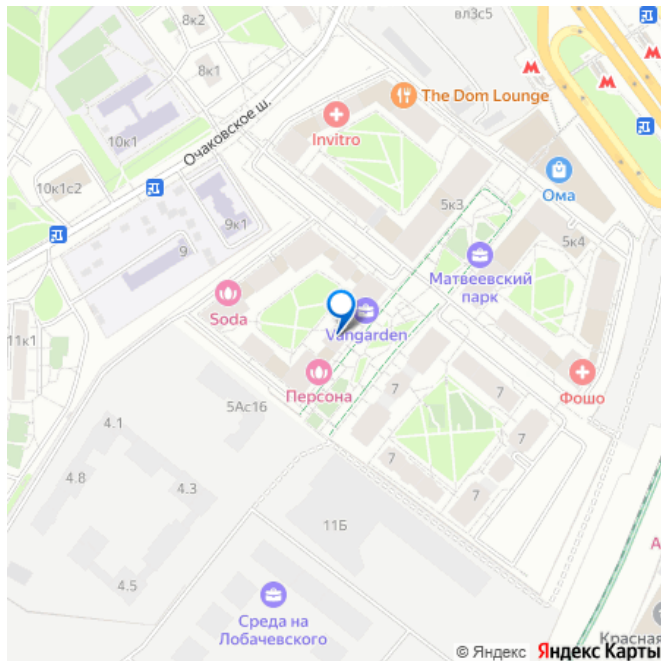 8к2
вл3с5
8к1
The Dom Lounge
Очаковское ш.
Invitro
10к1
Ома
10к1с2
5к3
9к1
5к4
9
Матвеевский
парк
Soda
Vangarden
11к1
Персона
7
Фошо
5Ас16
7
4.1
7
4.8
4.3
7
7
11Б
4.5
А
Среда на
Лобачевского
Красная
© Яндекс Яндекс Карты